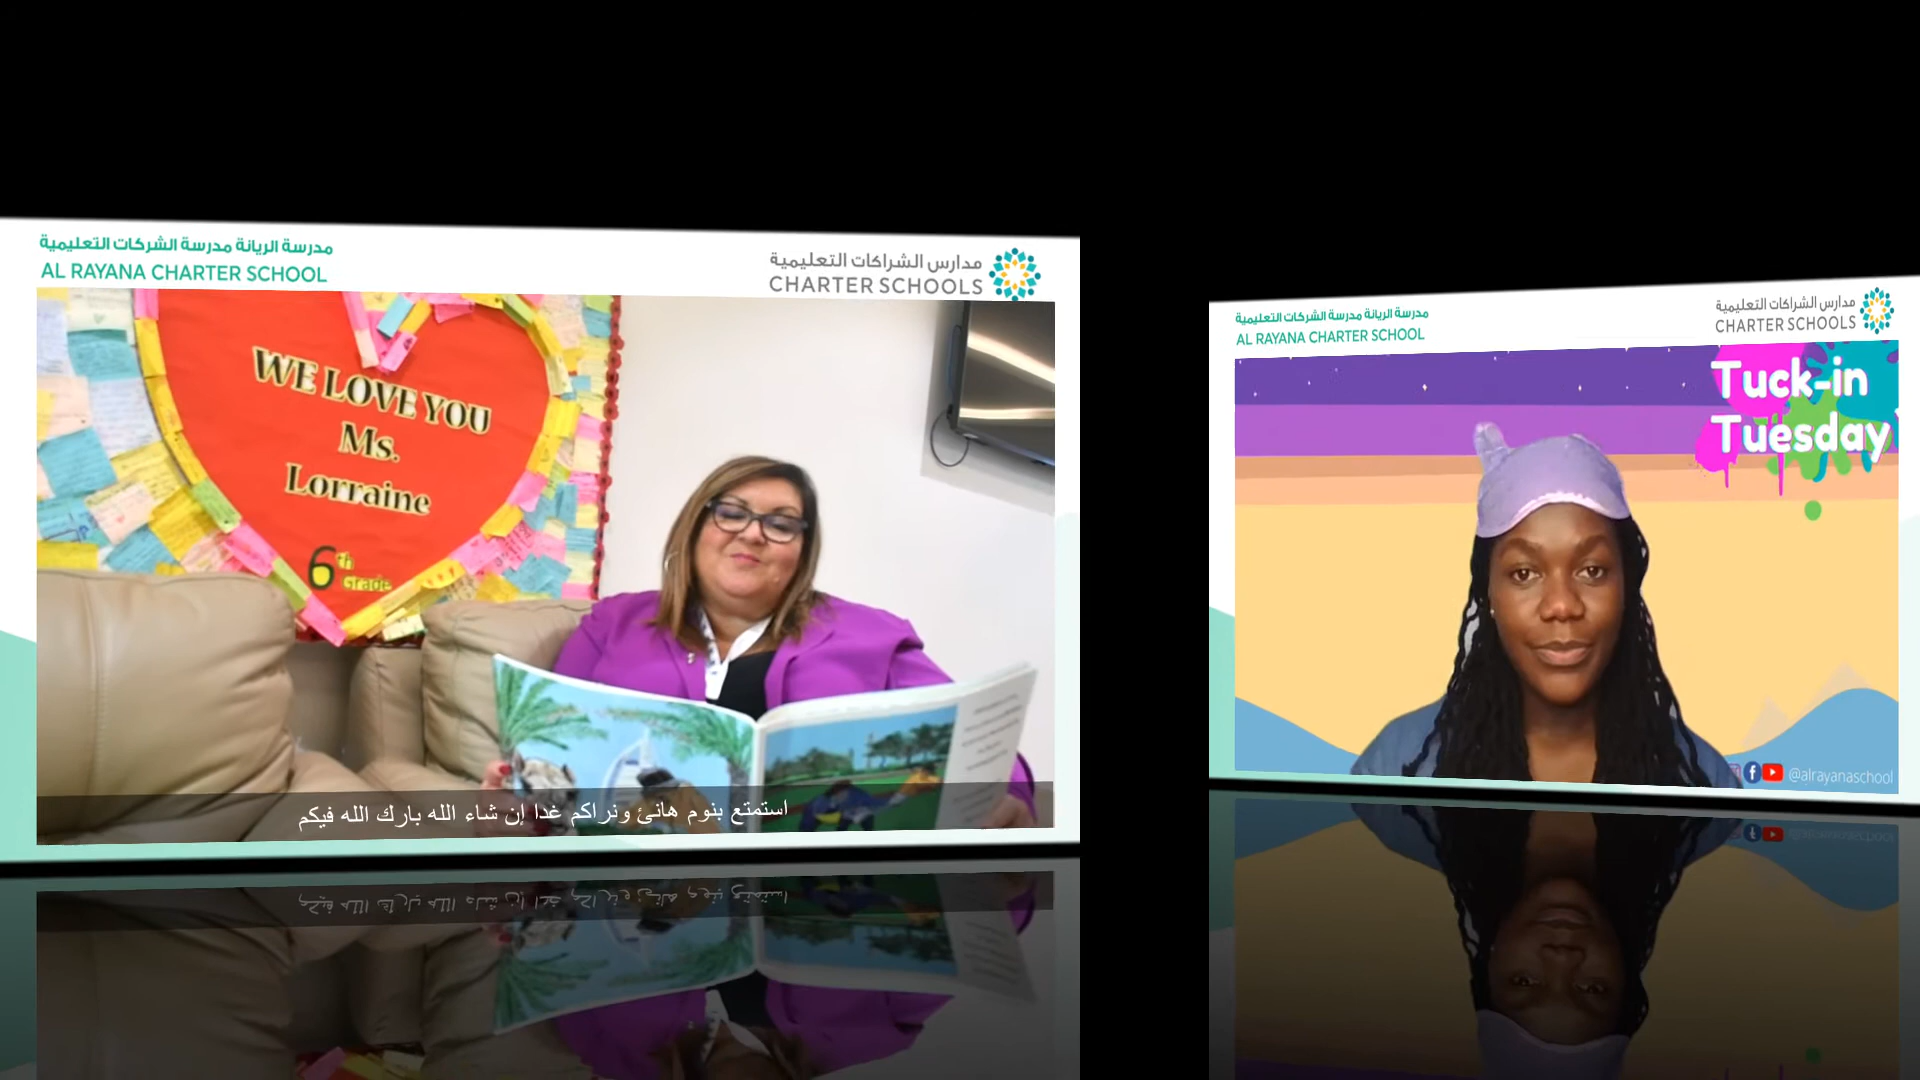 مدرسة الريانة مدرسة الشركات التعليمية
AL RAYANA CHARTER SCHOOL
مدارس الشراكات التعليمية
CHARTER SCHOOLS
WE LOVE YOU
Ms.
Lorraine
6th
Grade
استمتع بنوم هانئ ونراكم غدا إن شاء الله بارك الله فيكم
مدرسة الريانة مدرسة الشركات التعليمية
AL RAYANA CHARTER SCHOOL
مدارس الشراكات التعليمية
CHARTER SCHOOLS
Tuck-in
Tuesday
@alrayanaschool